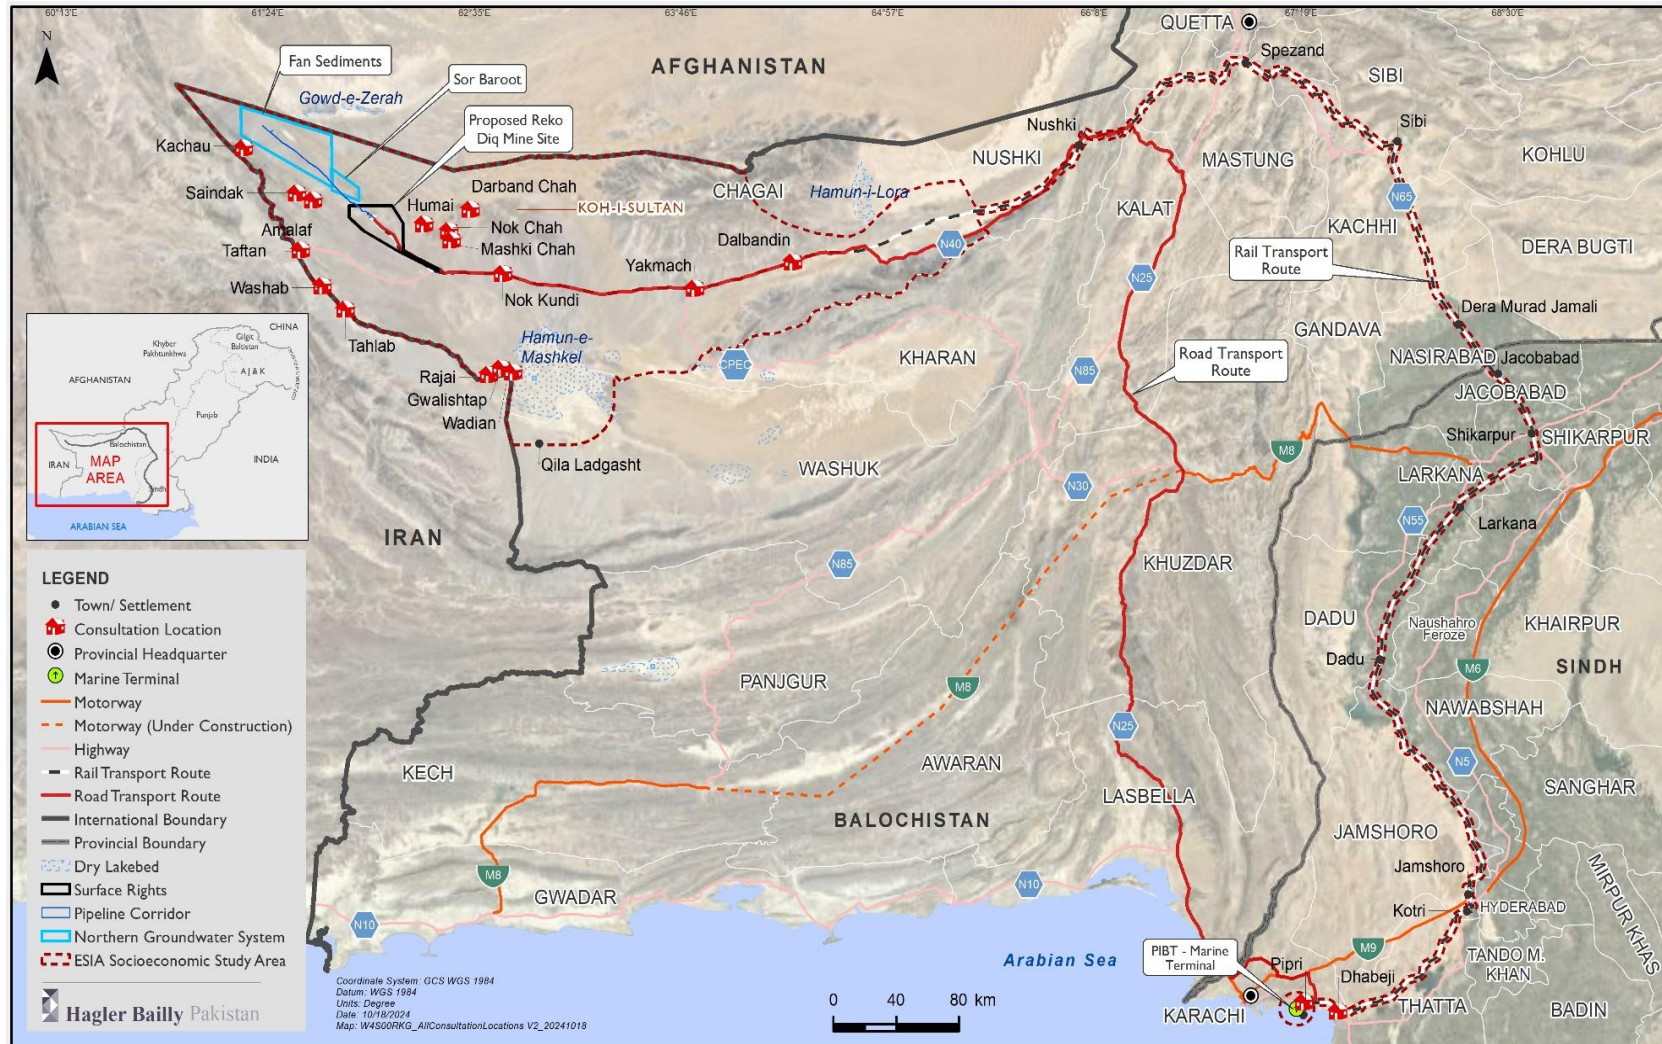 60°13'E
61°24'E
62°35'E
63°46'E
64°57'E
66°8'E
67°19'E
68°30'E
N
QUETTA
Spezand
AFGHANISTAN
SIBI
Fan Sediments
Sor Baroot
Gowd-e-Zerah
Proposed Reko
Diq Mine Site
Nushki
Sibi
Kachau
NUSHKI
MASTUNG
KOHLU
Saindak
Darband Chah
CHAGAI
Hamun-i-Lora
N65
Humai
KOH-I-SULTAN
KALAT
KACHHI
Amalaf
Nok Chah
Taftan
Mashki Chah
Dalbandin
N40
DERA BUGTI
Rail Transport
Route
Yakmach
N25
Washab
Nok Kundi
Dera Murad Jamali
GANDAVA
Tahlab
Hamun-e-
Mashkel
KHARAN
Road Transport
Route
NASIRABAD
Jacobabad
CPEC
N85
Rajai
JACOBABAD
Gwalishtap
Wadian
Shikarpur
SHIKARPUR
Qila Ladgasht
WASHUK
M8
LARKANA
N30
N55
Larkana
IRAN
N85
KHUZDAR
DADU
Naushahro
Feroze
KHAIRPUR
Dadu
M6
SINDH
PANJGUR
M8
NAWABSHAH
N25
KECH
AWARAN
N5
SANGHAR
LASBELLA
BALOCHISTAN
JAMSHORO
Jamshoro
M8
GWADAR
N10
MIRPUR KHAS
Kotri
HYDERABAD
N10
M9
PIBT - Marine
Terminal
Arabian Sea
Pipri
Dhabeji
TANDO M.
KHAN
KARACHI
THATTA
BADIN
CHINA
Gilgit
Baltistan
Khyber
Pakhtunkhwa
A J & K
AFGHANISTAN
Punjab
Balochistan
IRAN
MAP
AREA
INDIA
Sindh
ARABIAN SEA
LEGEND
Town/ Settlement
Consultation Location
Provincial Headquarter
Marine Terminal
Motorway
Motorway (Under Construction)
Highway
Rail Transport Route
Road Transport Route
International Boundary
Provincial Boundary
Dry Lakebed
Surface Rights
Pipeline Corridor
Northern Groundwater System
ESIA Socioeconomic Study Area
Hagler Bailly Pakistan
Coordinate System: GCS WGS 1984
Datum: WGS 1984
Units: Degree
Date: 10/18/2024
Map: W4S00RKG_AllConsultationLocations V2_20241018
0 40 80 km